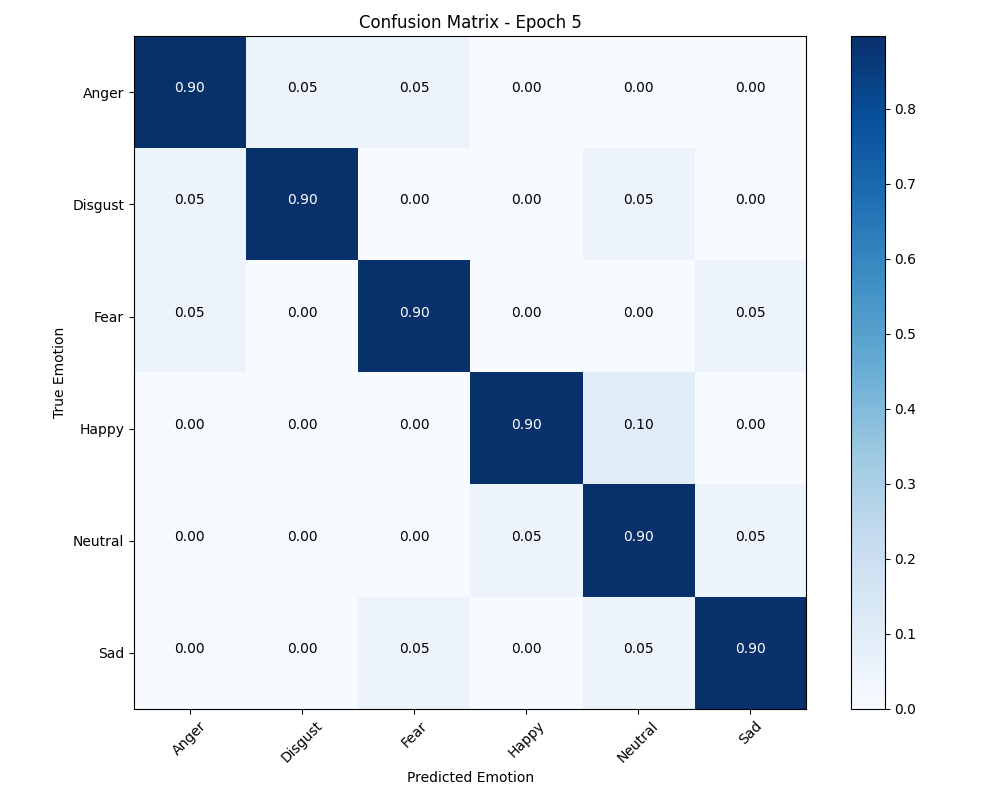 Confusion Matrix - Epoch 5
Anger 0.90 0.05 0.05 0.00 0.00 0.00
Disgust 0.05 0.90 0.00 0.00 0.05 0.00
Fear 0.05 0.00 0.90 0.00 0.00 0.05
Happy 0.00 0.00 0.00 0.90 0.10 0.00
Neutral 0.00 0.00 0.00 0.05 0.90 0.05
Sad 0.00 0.00 0.05 0.00 0.05 0.90
True Emotion
Anger Disgust Fear Happy Neutral Sad
Predicted Emotion
0.8
0.7
0.6
0.5
0.4
0.3
0.2
0.1
0.0